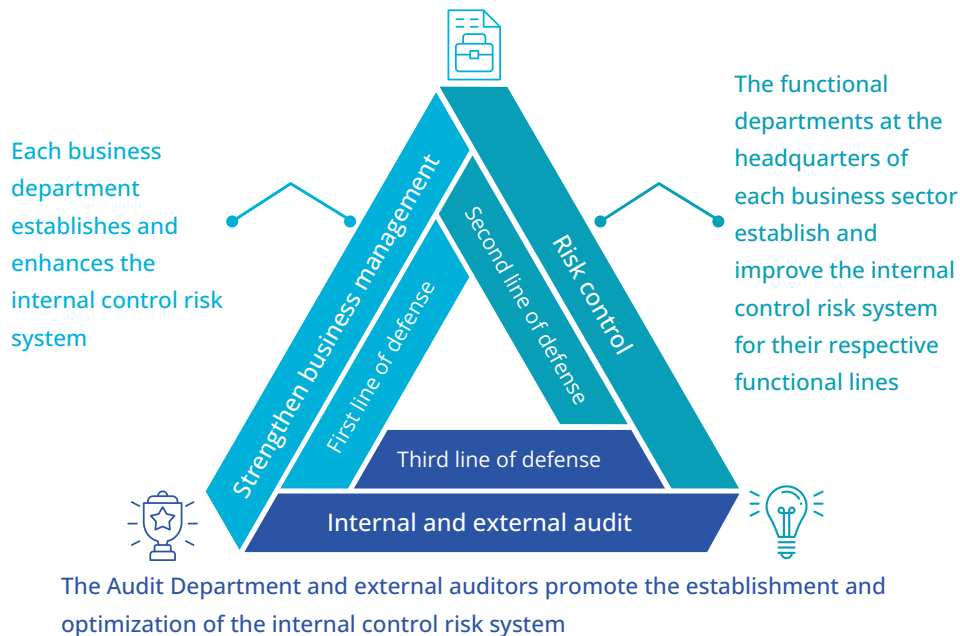 Each business
department
establishes and
enhances the
internal control risk
system
Strengthen business management
First line of defense
Second line of defense
Risk control
The functional
departments at the
headquarters of
each business sector
establish and
improve the internal
control risk system
for their respective
functional lines
Third line of defense
Internal and external audit
The Audit Department and external auditors promote the establishment and
optimization of the internal control risk system